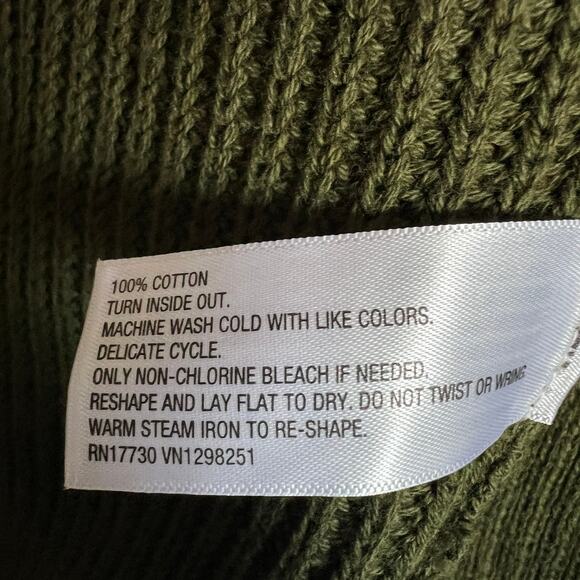 100% COTTON
TURN INSIDE OUT.
MACHINE WASH COLD WITH LIKE COLORS.
DELICATE CYCLE.
ONLY NON-CHLORINE BLEACH IF NEEDED.
RESHAPE AND LAY FLAT TO DRY. DO NOT TWIST OR WRING
WARM STEAM IRON TO RE-SHAPE.
RN17730 VN1298251